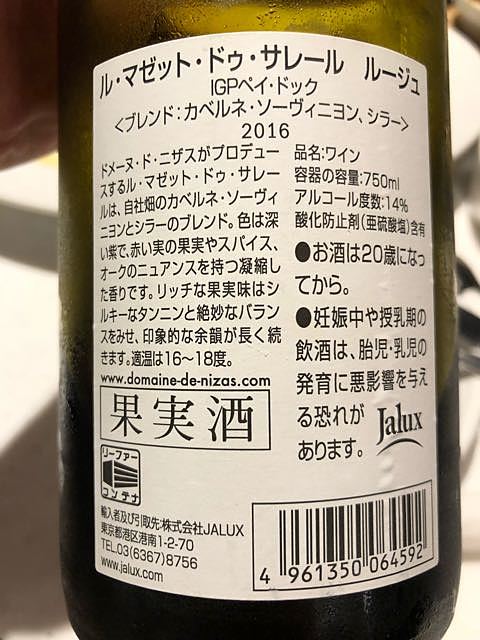 ル・マゼット・ドゥ・サレール ルージュ
IGPペイ・ドック
<ブレンド:カベルネ・ソーヴィニヨン、シラー>
2016
ドメーヌ・ド・ニザスがプロデュー
スするル・マゼット・ドゥ・サレー
ルは、自社畑のカベルネ・ソーヴィ
ニヨンとシラーのブレンド。色は深
い紫で、赤い実の果実やスパイス、
オークのニュアンスを持つ凝縮し
た香りです。リッチな果実味はシ
ルキーなタンニンと絶妙なバラン
スをみせ、印象的な余韻が長く続
きます。適温は16〜18度。
www.domaine-de-nizas.com
果実酒
リーファー
コンテナ
輸入者及び引取先:株式会社JALUX
東京都港区港南1-2-70
TEL.03(6367)8756
www.jalux.com
品名:ワイン
容器の容量:750ml
アルコール度数:14%
酸化防止剤(亜硫酸塩)含有
●お酒は20歳になっ
てから。
●妊娠中や授乳期の
飲酒は、胎児・乳児の
発育に悪影響を与え
る恐れが
あります。
Jalux
4 961350 064592